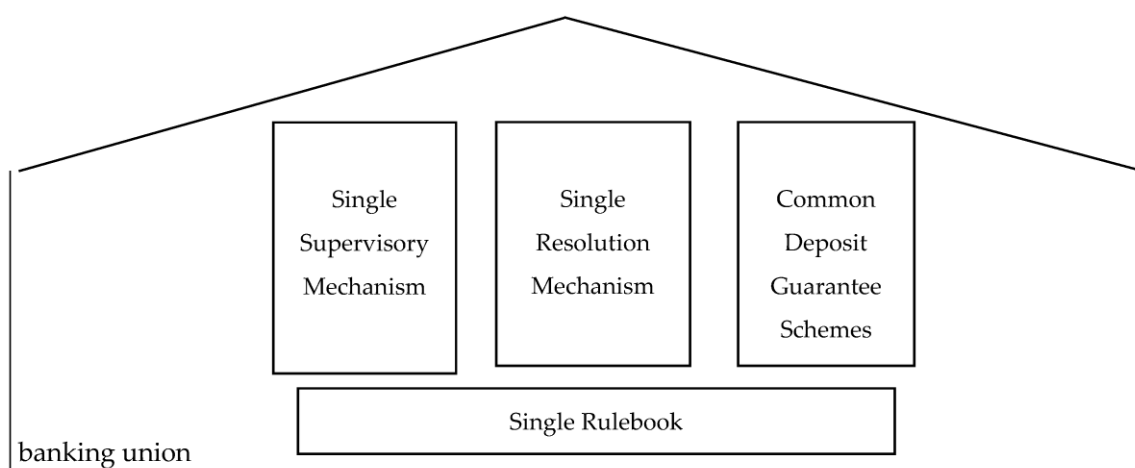 Single
Supervisory
Mechanism
Single
Resolution
Mechanism
Common
Deposit
Guarantee
Schemes
Single Rulebook
banking union